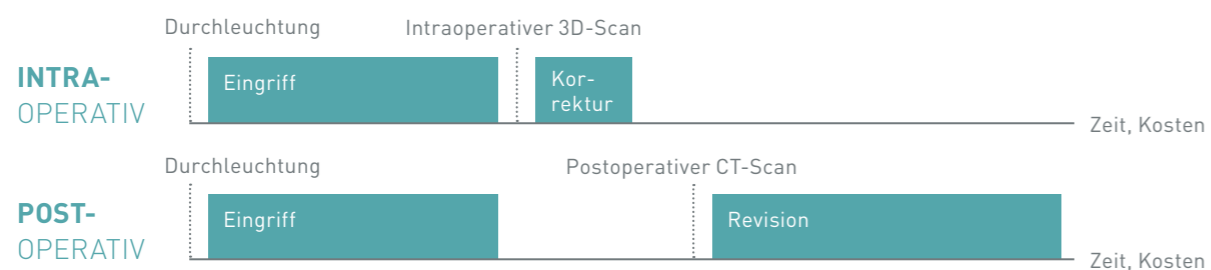 Durchleuchtung Intraoperativer 3D-Scan
INTRA-
OPERATIV
Eingriff
Kor-
rektur
Zeit, Kosten
Durchleuchtung Postoperativer CT-Scan
POST-
OPERATIV
Eingriff
Revision
Zeit, Kosten